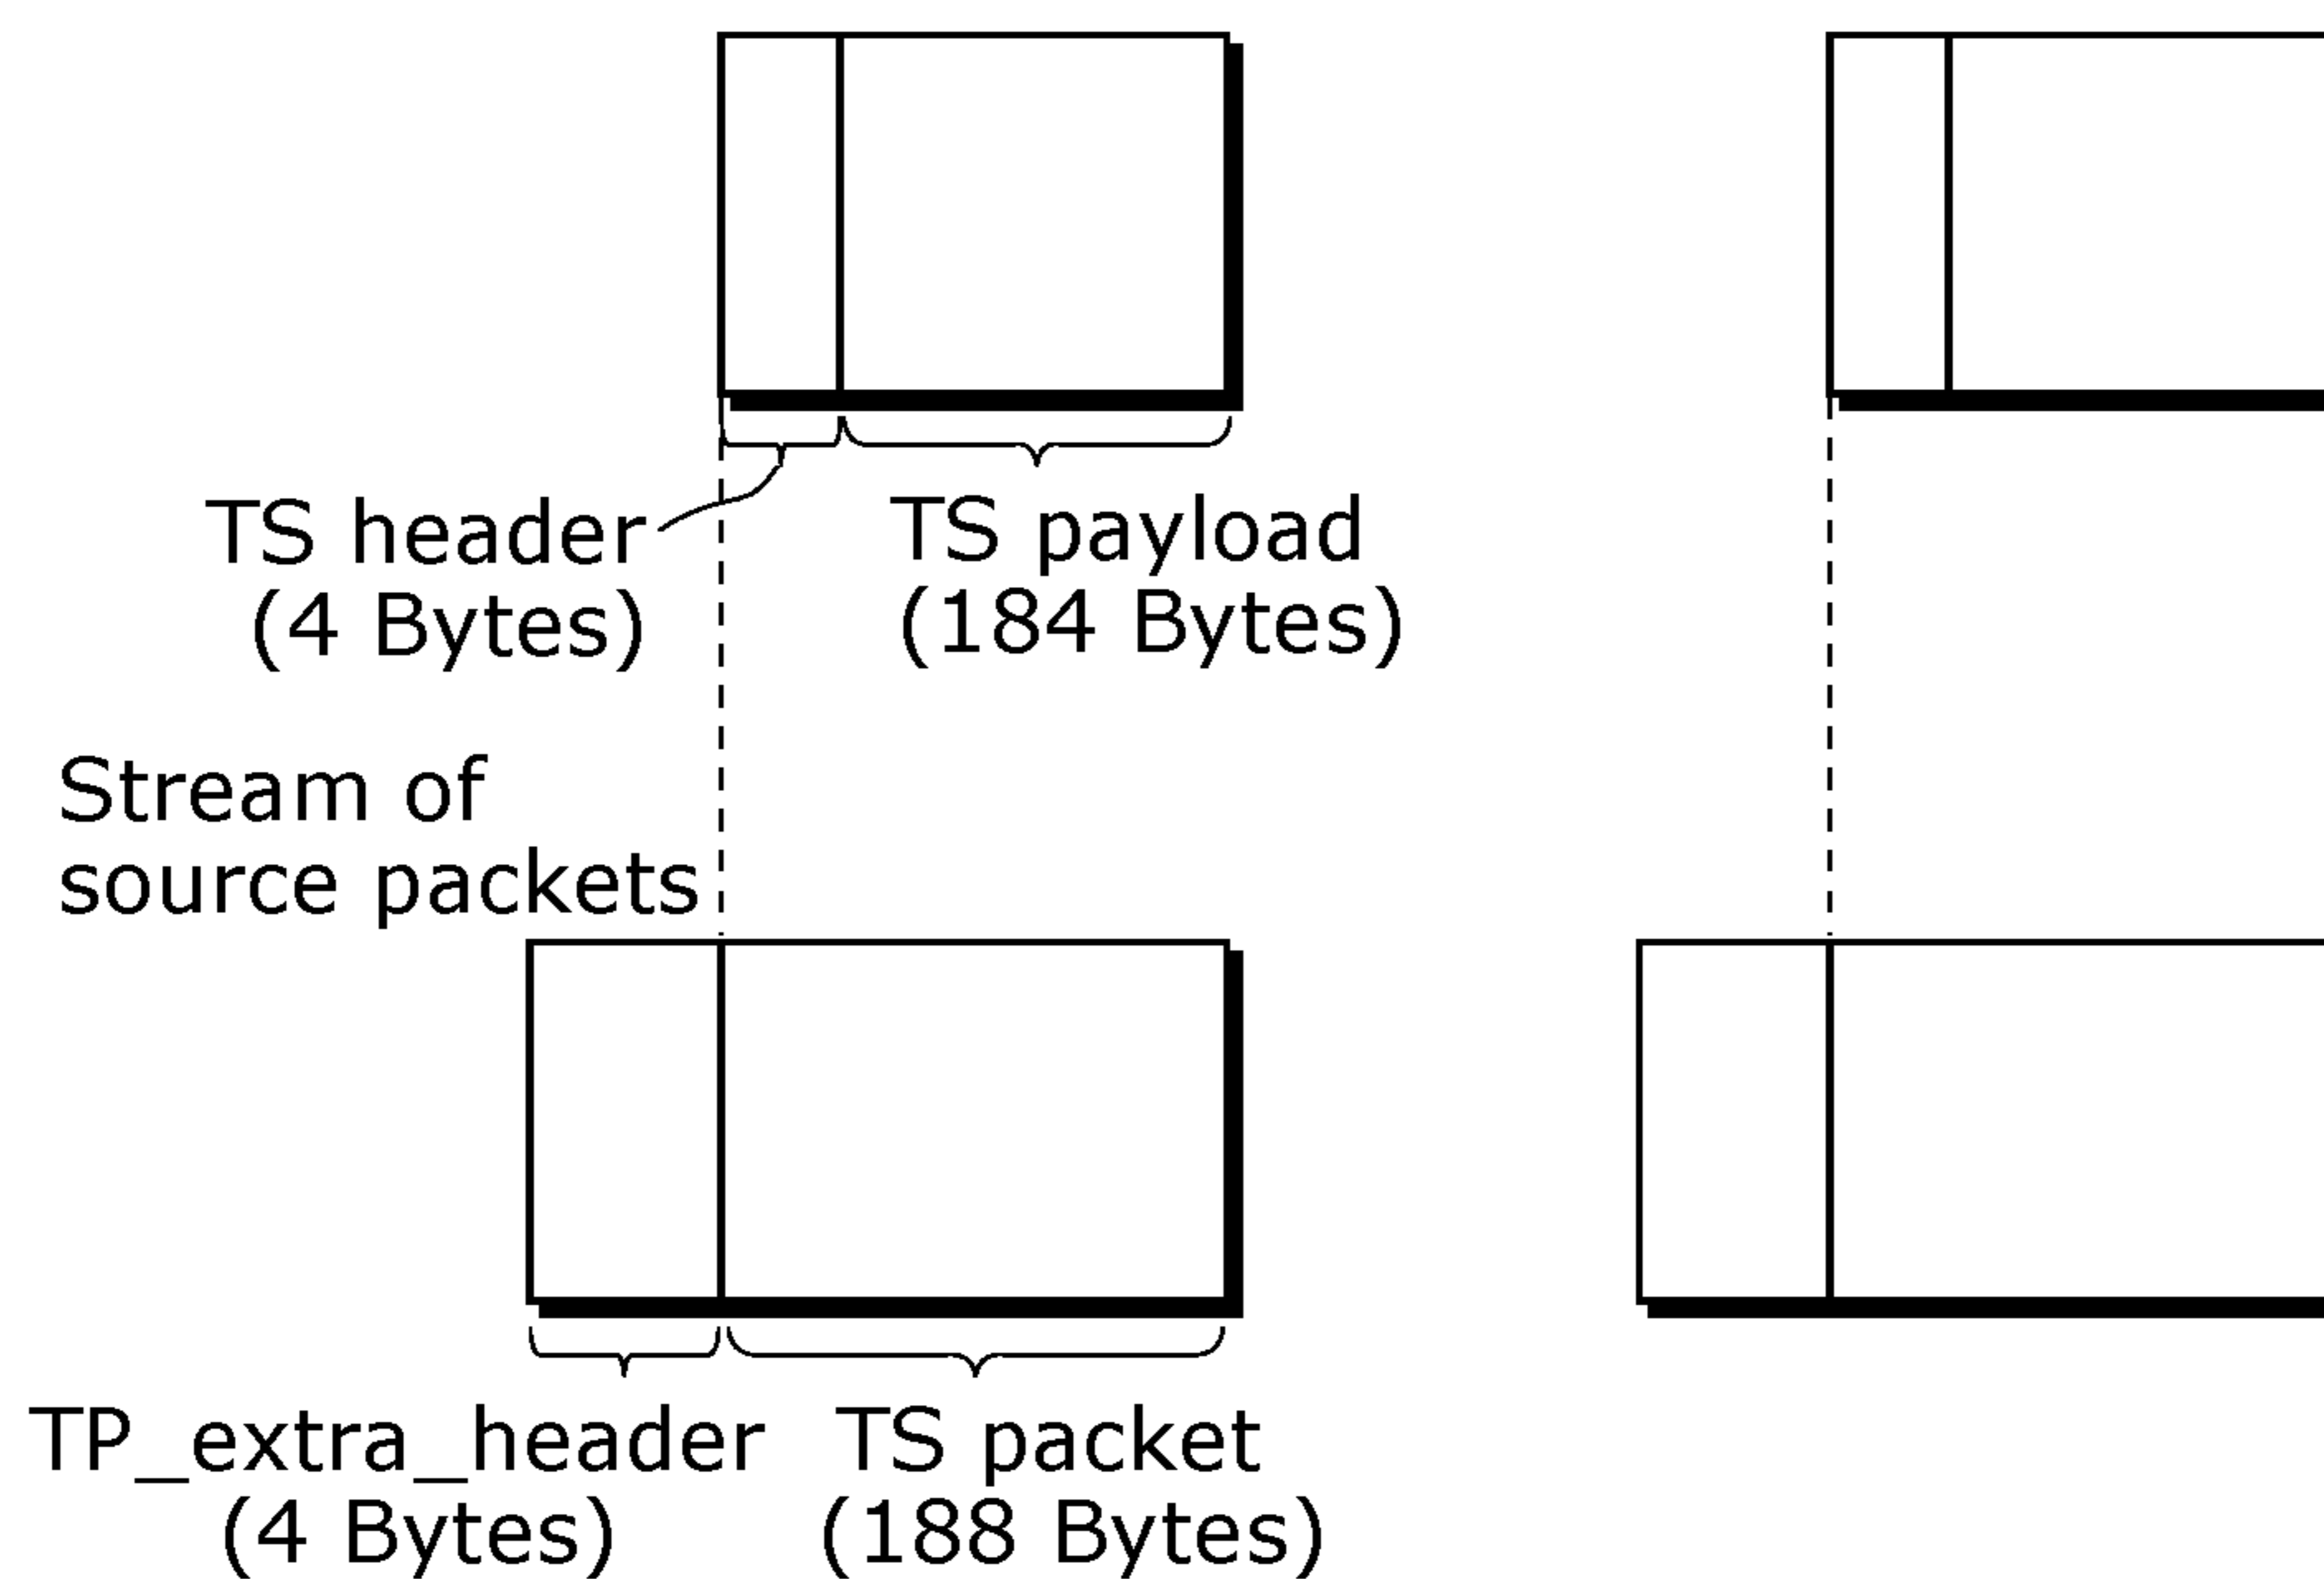 TS header
(4 Bytes)
TS payload
(184 Bytes)
Stream of
source packets
TP_extra_header
(4 Bytes)
TS packet
(188 Bytes)